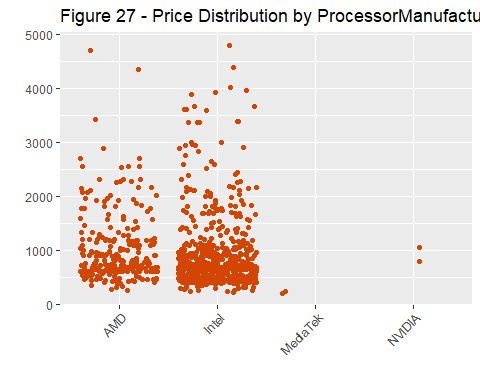 Figure 27 - Price Distribution by ProcessorManufactu
5000
4000
3000
2000
1000
0
AMD
Intel
MediaTek
NVIDIA